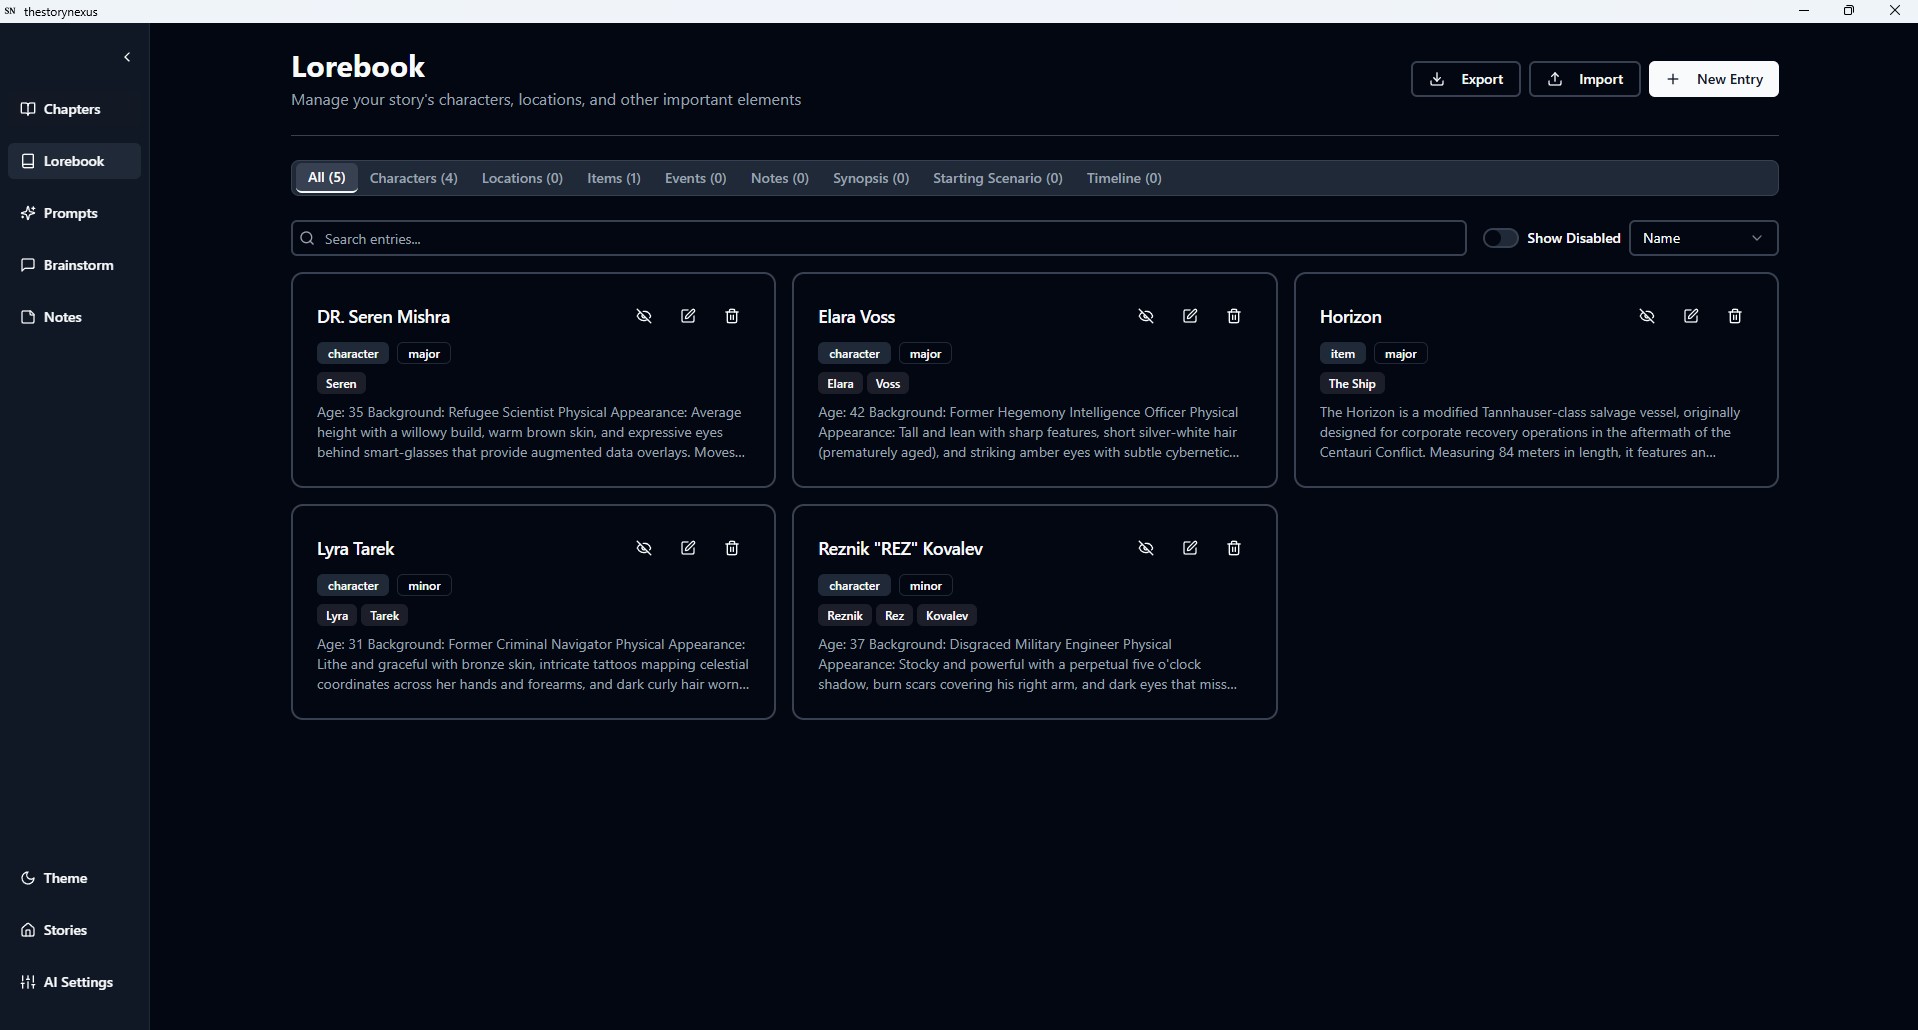 SN thestorynexus
Lorebook
Manage your story's characters, locations, and other important elements
Export
Import
New Entry
Chapters
Lorebook
Prompts
Brainstorm
Notes
All (5) Characters (4) Locations (0) Items (1) Events (0) Notes (0) Synopsis (0) Starting Scenario (0) Timeline (0)
Search entries...
Show Disabled
Name
DR. Seren Mishra
character major
Seren
Age: 35 Background: Refugee Scientist Physical Appearance: Average
height with a willowy build, warm brown skin, and expressive eyes
behind smart-glasses that provide augmented data overlays. Moves...
Elara Voss
character major
Elara Voss
Age: 42 Background: Former Hegemony Intelligence Officer Physical
Appearance: Tall and lean with sharp features, short silver-white hair
(prematurely aged), and striking amber eyes with subtle cybernetic...
Horizon
item major
The Ship
The Horizon is a modified Tannhauser-class salvage vessel, originally
designed for corporate recovery operations in the aftermath of the
Centauri Conflict. Measuring 84 meters in length, it features an...
Lyra Tarek
character minor
Lyra Tarek
Age: 31 Background: Former Criminal Navigator Physical Appearance:
Lithe and graceful with bronze skin, intricate tattoos mapping celestial
coordinates across her hands and forearms, and dark curly hair worn...
Reznik "REZ" Kovalev
character minor
Reznik Rez Kovalev
Age: 37 Background: Disgraced Military Engineer Physical
Appearance: Stocky and powerful with a perpetual five o'clock
shadow, burn scars covering his right arm, and dark eyes that miss...
Theme
Stories
AI Settings